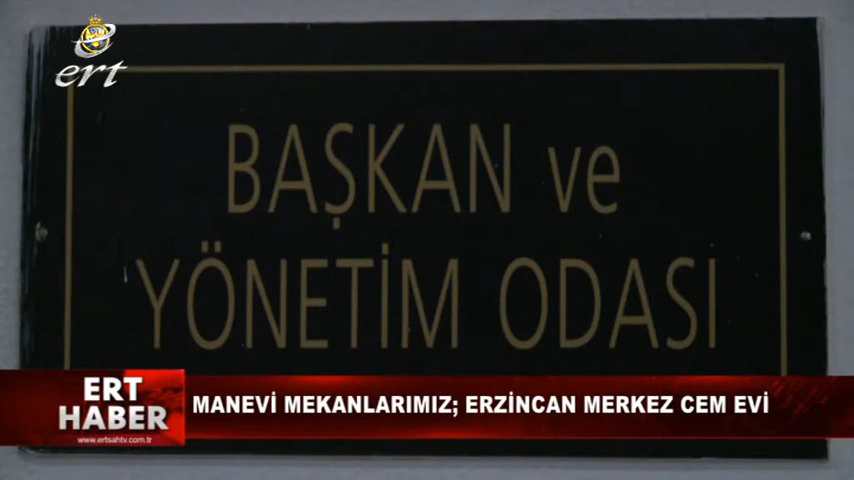 ert
BAŞKAN ve
YÖNETİM ODASI
ERT
HABER
www.ertsahtv.com.tr
MANEVİ MEKANLARIMIZ; ERZİNCAN MERKEZ CEM EVİ